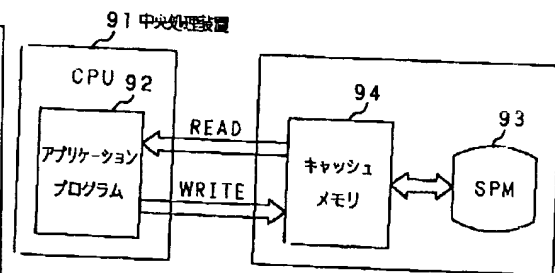 91 中央処理装置
CPU
92
アプリケーション
プログラム
READ
WRITE
94
キャッシュ
メモリ
93
SPM